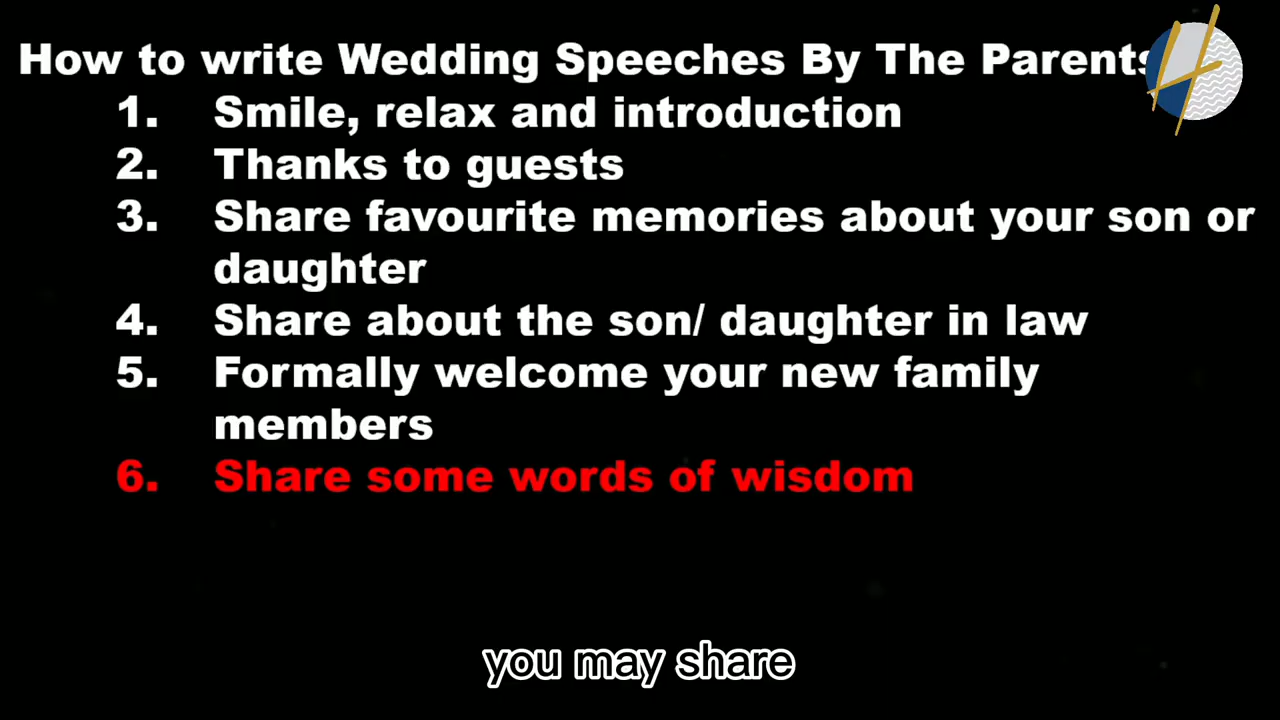 How to write Wedding Speeches By The Parents
1. Smile, relax and introduction
2. Thanks to guests
3. Share favourite memories about your son or
daughter
4. Share about the son/ daughter in law
5. Formally welcome your new family
members
6. Share some words of wisdom
you may share